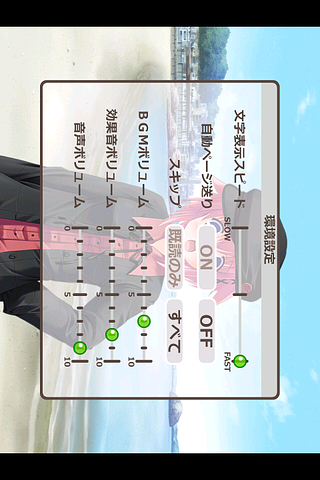 環境設定
文字表示スピード
SLOW FAST
自動ページ送り ON OFF
スキップ 既読のみ すべて
BGMボリューム
0 5 10
効果音ボリューム
音声ボリューム
0 5 10